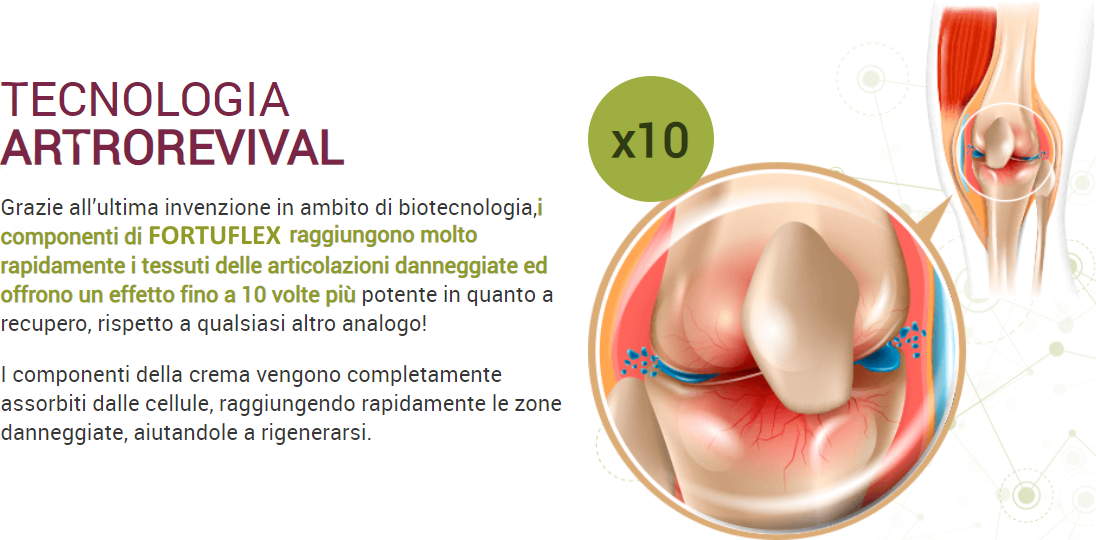 TECNOLOGIA
ARTROREVIVAL
Grazie all’ultima invenzione in ambito di biotecnologia,i
componenti di FORTUFLEX raggiungono molto
rapidamente i tessuti delle articolazioni danneggiate ed
offrono un effetto fino a 10 volte più potente in quanto a
recupero, rispetto a qualsiasi altro analogo!
I componenti della crema vengono completamente
assorbiti dalle cellule, raggiungendo rapidamente le zone
danneggiate, aiutandole a rigenerarsi.
x10